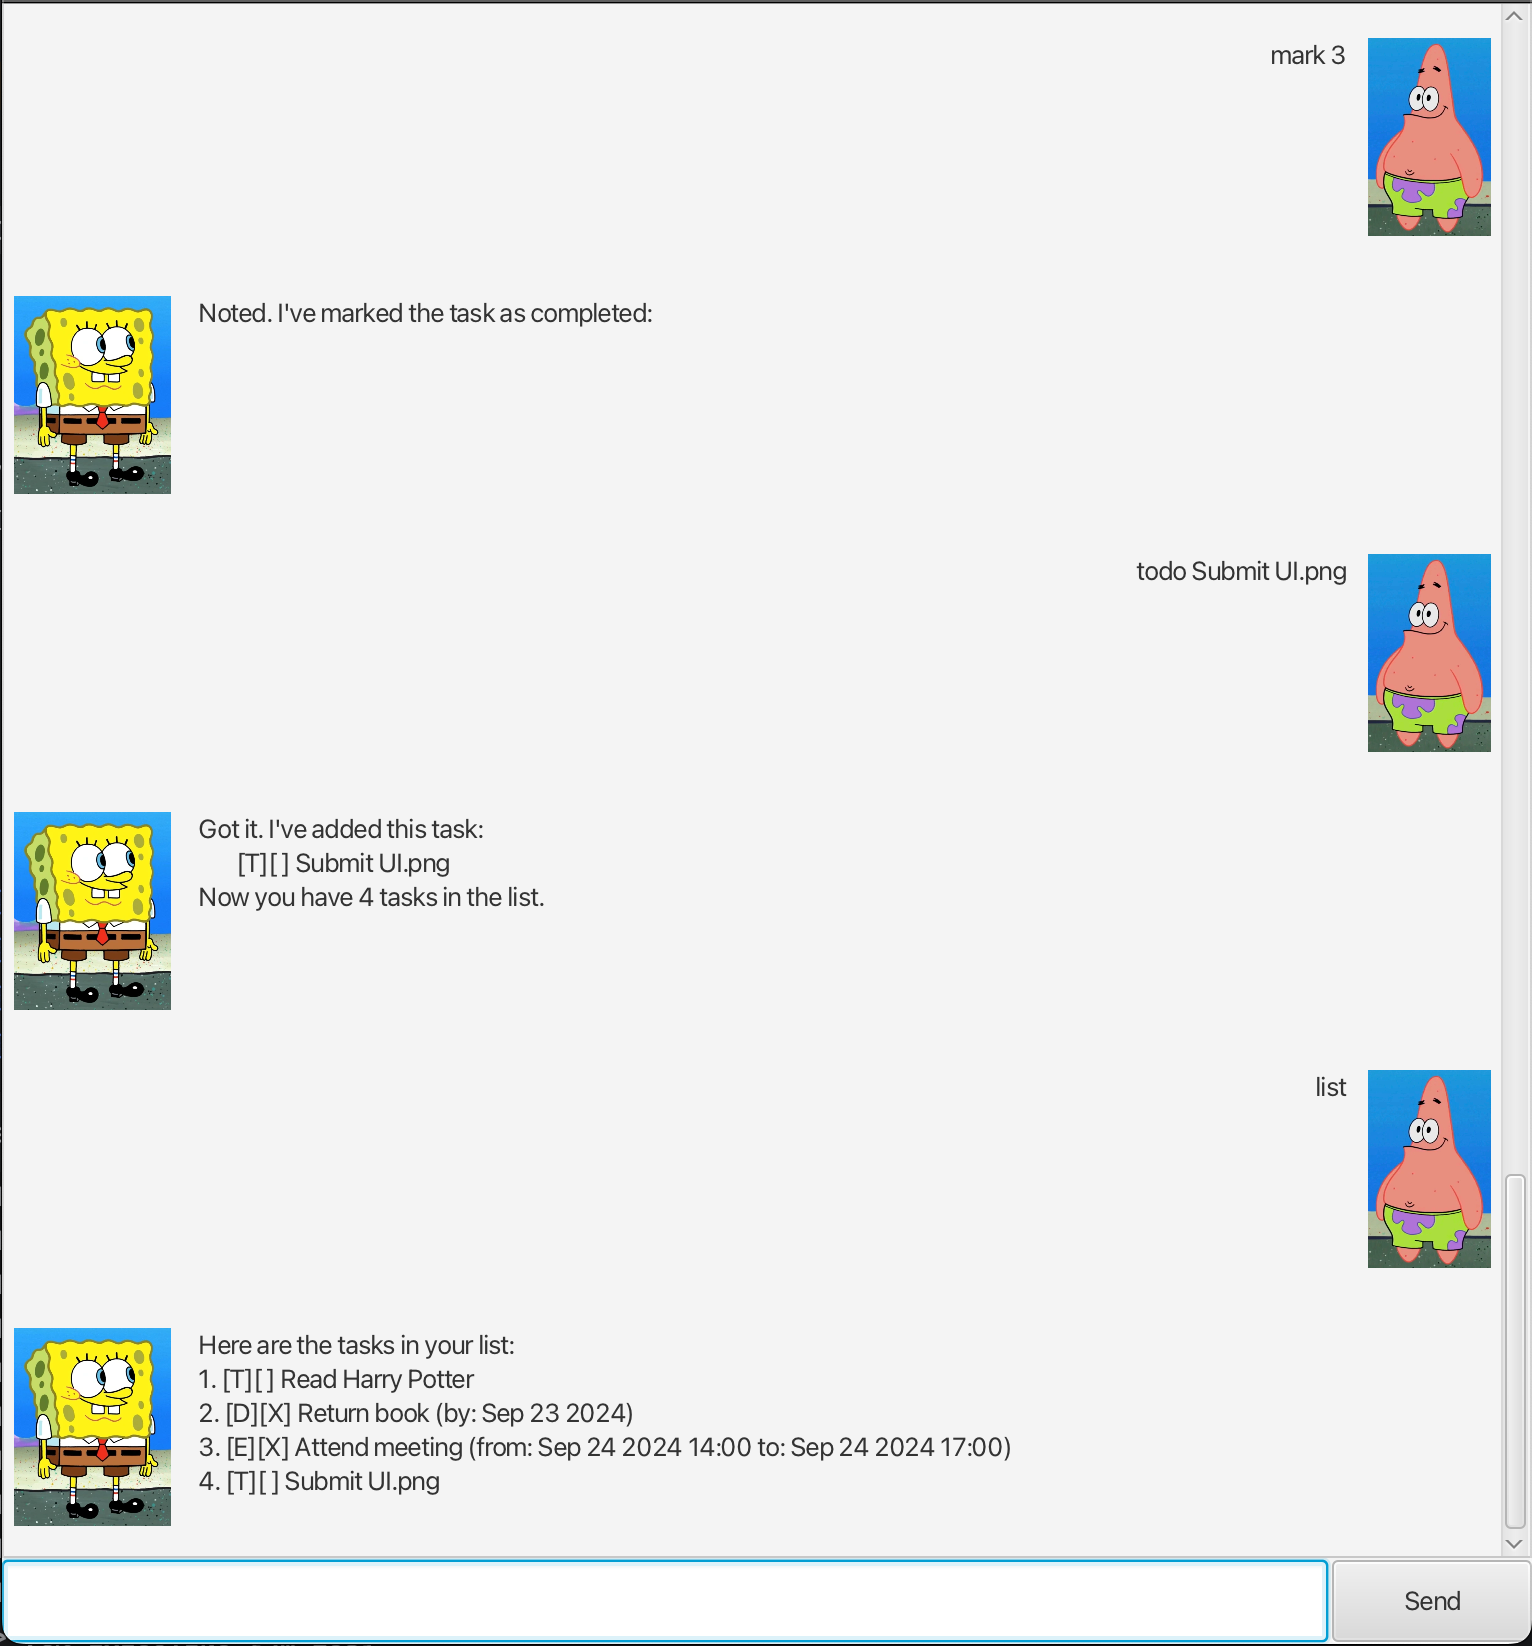 mark 3
Noted. I've marked the task as completed:
todo Submit UI.png
Got it. I've added this task:
[T][ ] Submit UI.png
Now you have 4 tasks in the list.
list
Here are the tasks in your list:
1. [T][ ] Read Harry Potter
2. [D][X] Return book (by: Sep 23 2024)
3. [E][X] Attend meeting (from: Sep 24 2024 14:00 to: Sep 24 2024 17:00)
4. [T][ ] Submit UI.png
Send